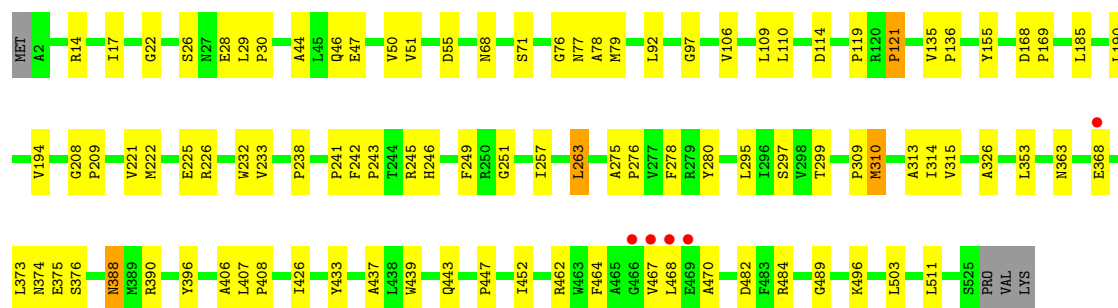 MET A2 R14 I17 G22 S26 N27 E28 L29 P30 A44 L45 Q46 E47 V50 V51 D55 N68 S71 G76 N77 A78 M79 L92 G97 V106 L109 L110 D114 P119 R120 P121 V135 P136 Y155 D168 P169 L185 L190
V194 G208 P209 V221 M222 E225 R226 W232 V233 P238 P241 F242 P243 T244 R245 H246 F249 R250 G251 I257 L263 A275 P276 V277 F278 R279 Y280 L295 I296 S297 V298 T299 P309 M310 A313 I314 V315 A326 L353 N363 E368
L373 N374 E375 S376 N388 M389 R390 Y396 A406 L407 P408 I426 Y433 A437 L438 W439 Q443 P447 I452 R462 W463 F464 A465 G466 V467 L468 E469 A470 D482 F483 R484 G489 K496 L503 L511 S525 PRO VAL LYS